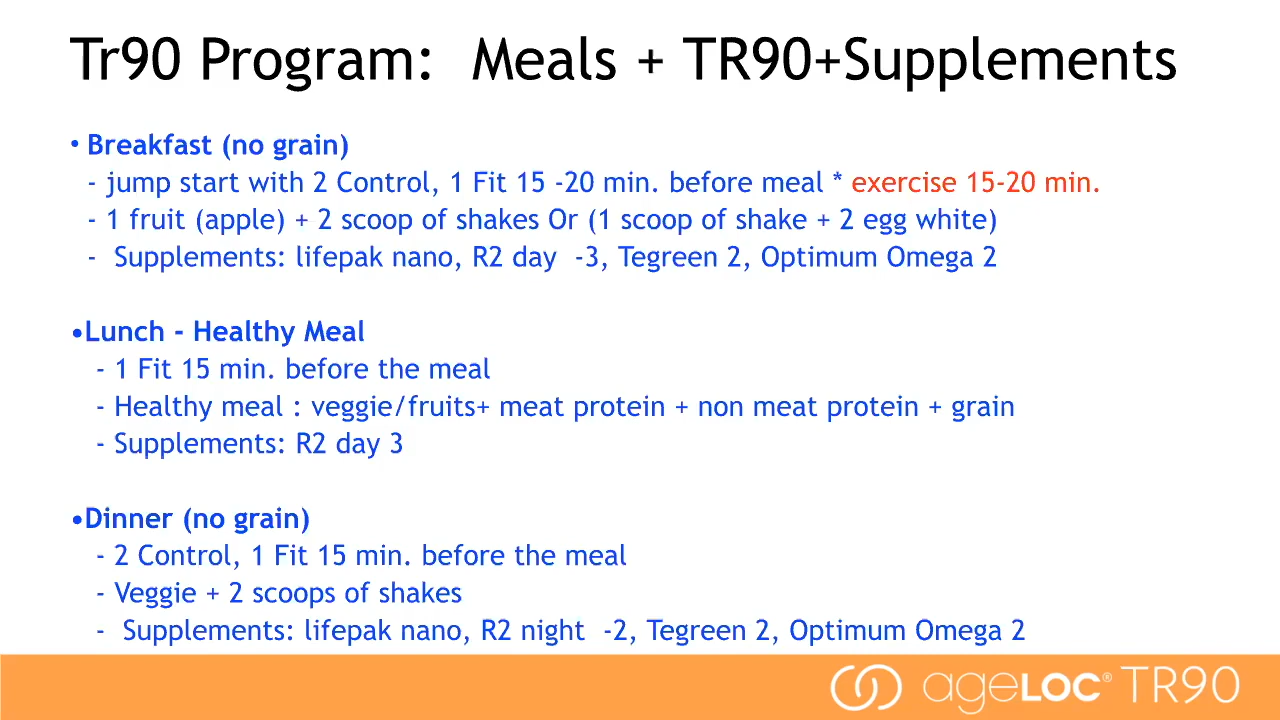 Tr90 Program: Meals + TR90+Supplements
• Breakfast (no grain)
- jump start with 2 Control, 1 Fit 15 -20 min. before meal * exercise 15-20 min.
- 1 fruit (apple) + 2 scoop of shakes Or (1 scoop of shake + 2 egg white)
- Supplements: lifepak nano, R2 day -3, Tegreen 2, Optimum Omega 2
•Lunch - Healthy Meal
- 1 Fit 15 min. before the meal
- Healthy meal : veggie/fruits+ meat protein + non meat protein + grain
- Supplements: R2 day 3
•Dinner (no grain)
- 2 Control, 1 Fit 15 min. before the meal
- Veggie + 2 scoops of shakes
- Supplements: lifepak nano, R2 night -2, Tegreen 2, Optimum Omega 2
ageLOC® TR90